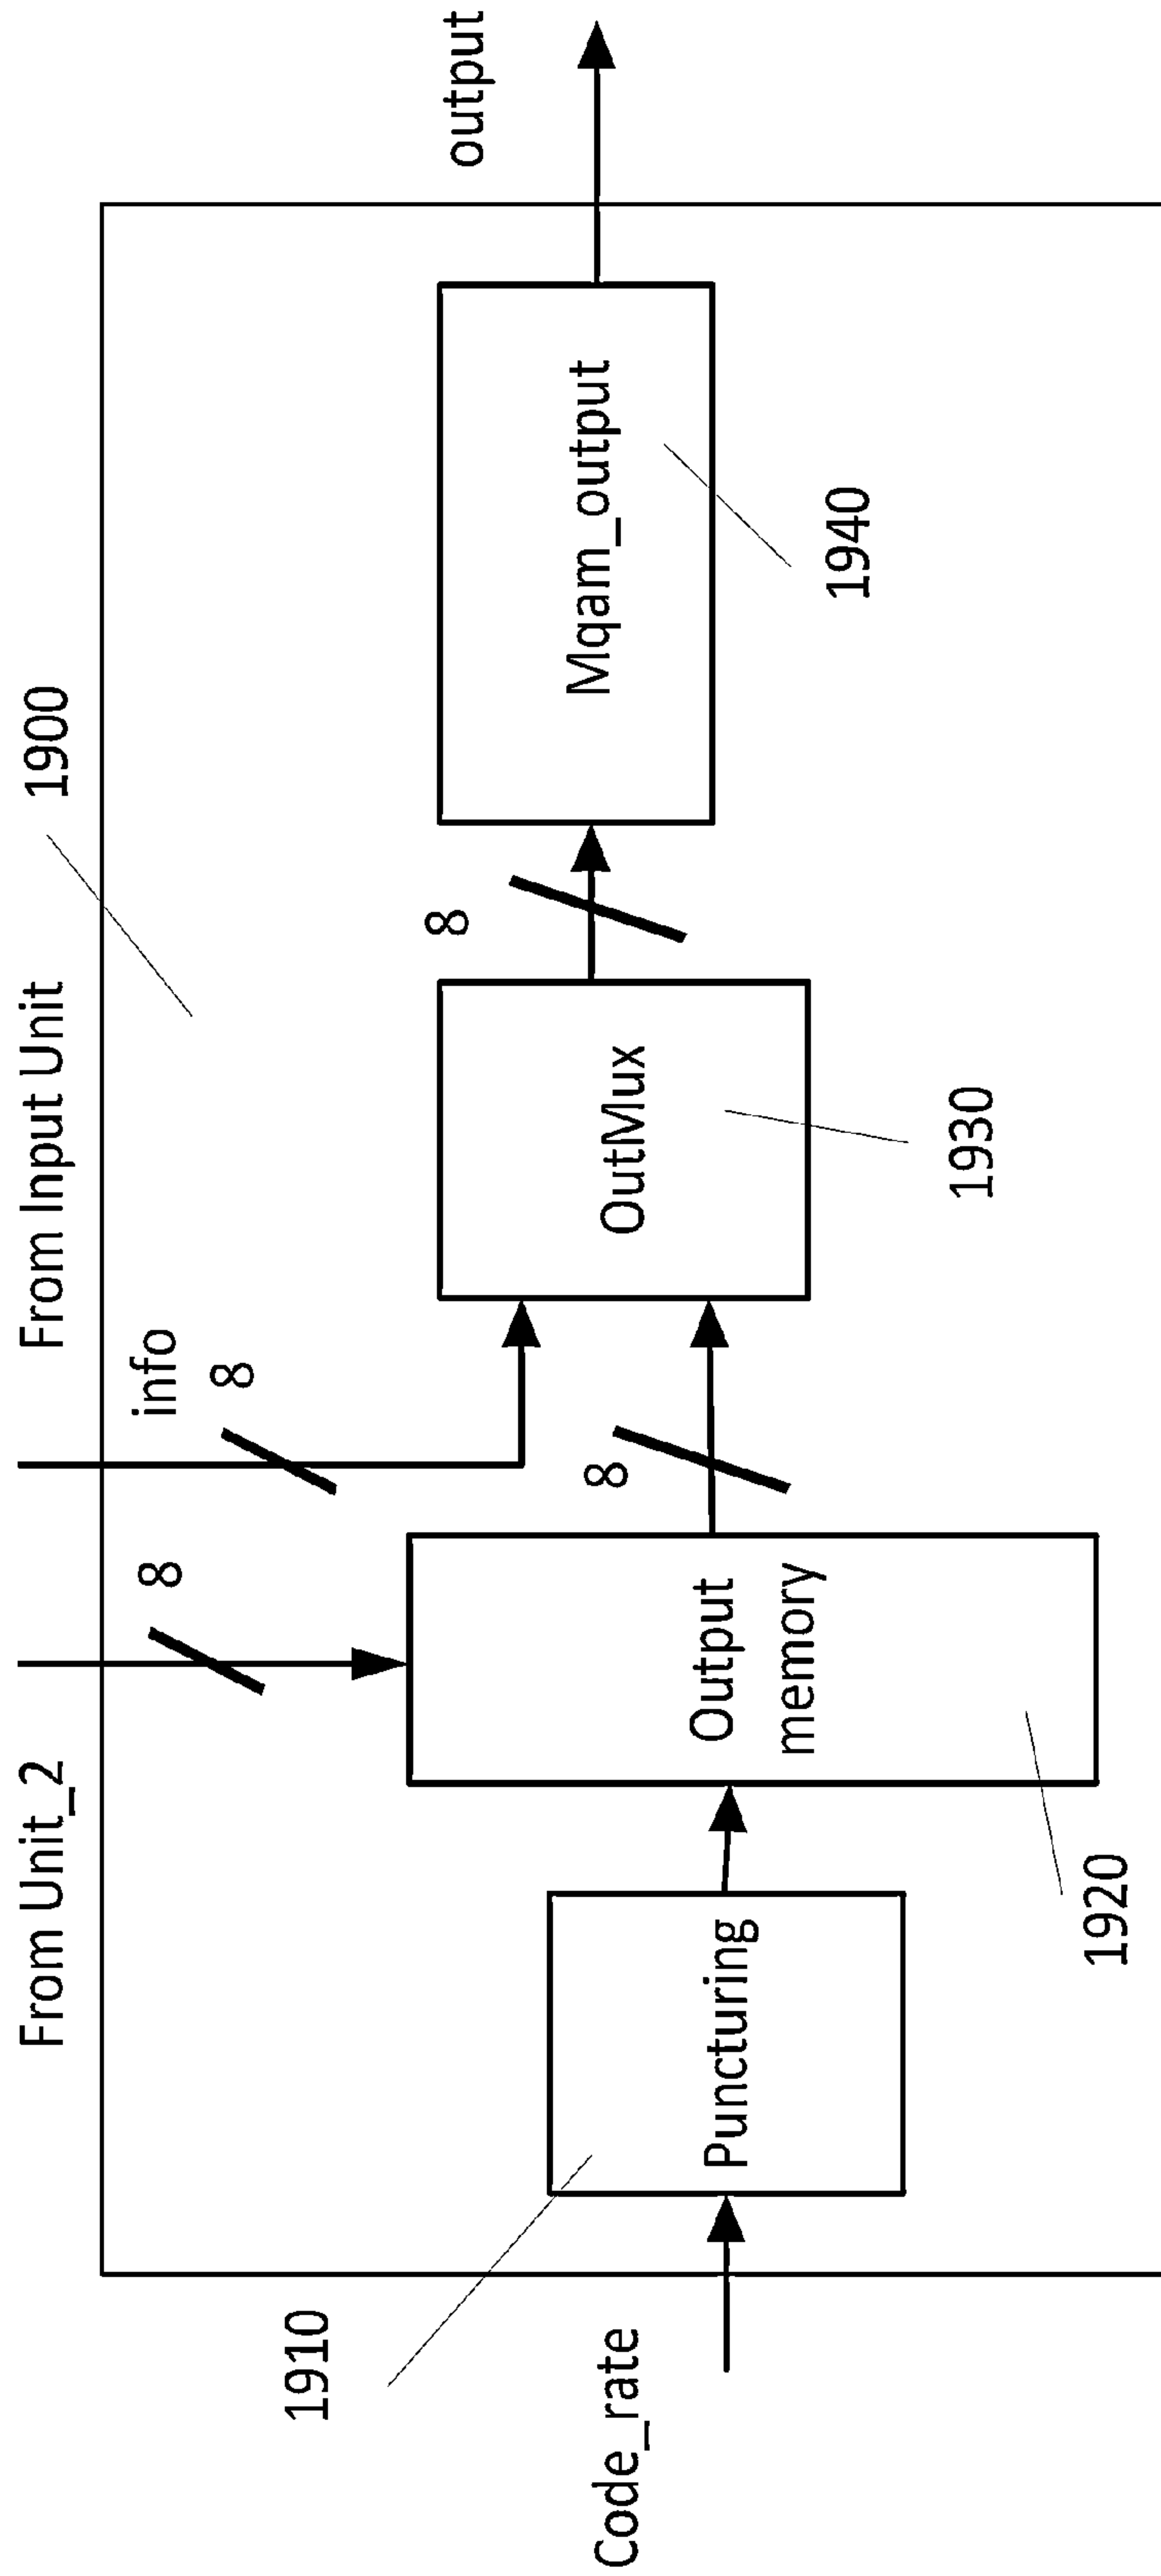 From Unit_2
From Input Unit
1900
8
info
8
output
1910
Code_rate
Puncturing
Output
memory
8
OutMux
8
Mqam_output
1920
1930
1940